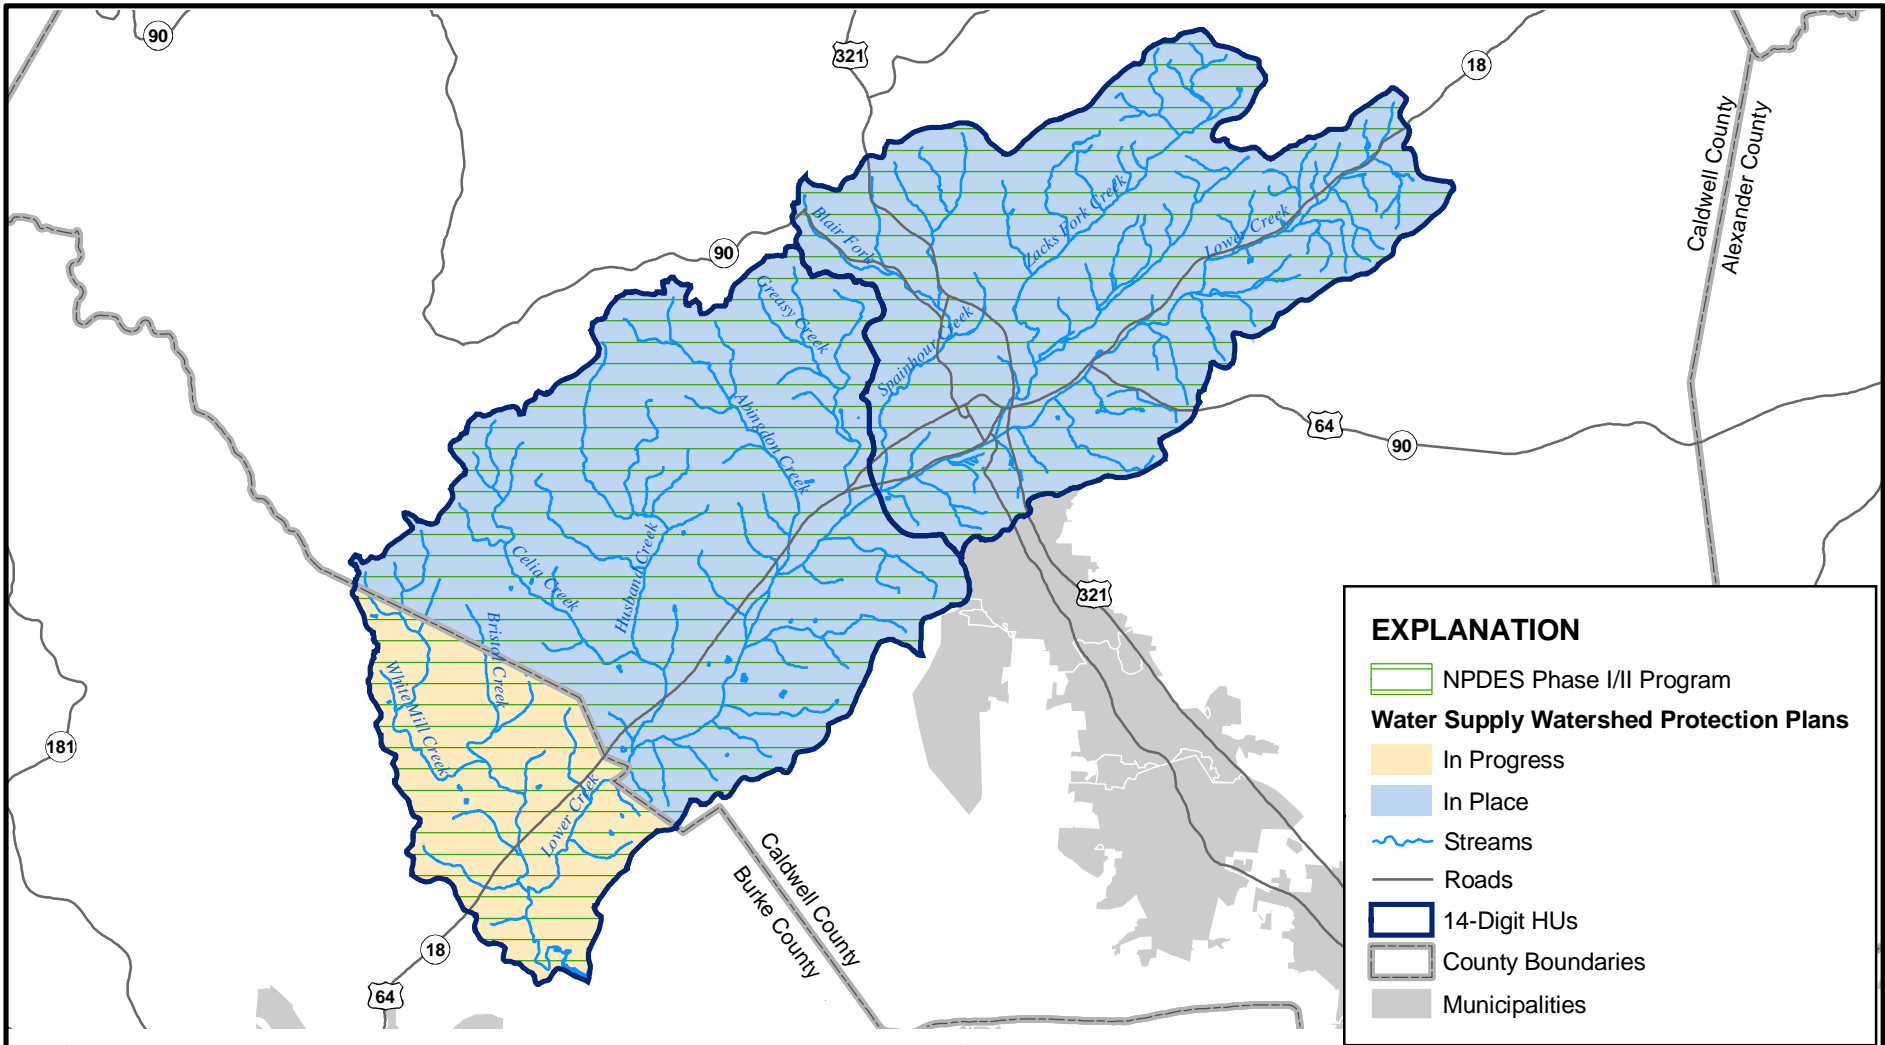 90
321
18
Caldwell County
Alexander County
90
Blair Fork
Zacks Fork Creek
Lower Creek
Greasy Creek
Spainhour Creek
Abingdon Creek
64
90
Celia Creek
Husband Creek
321
Bristol Creek
White Mill Creek
181
Lower Creek
Caldwell County
Burke County
18
64
EXPLANATION
NPDES Phase I/II Program
Water Supply Watershed Protection Plans
In Progress
In Place
Streams
Roads
14-Digit HUs
County Boundaries
Municipalities